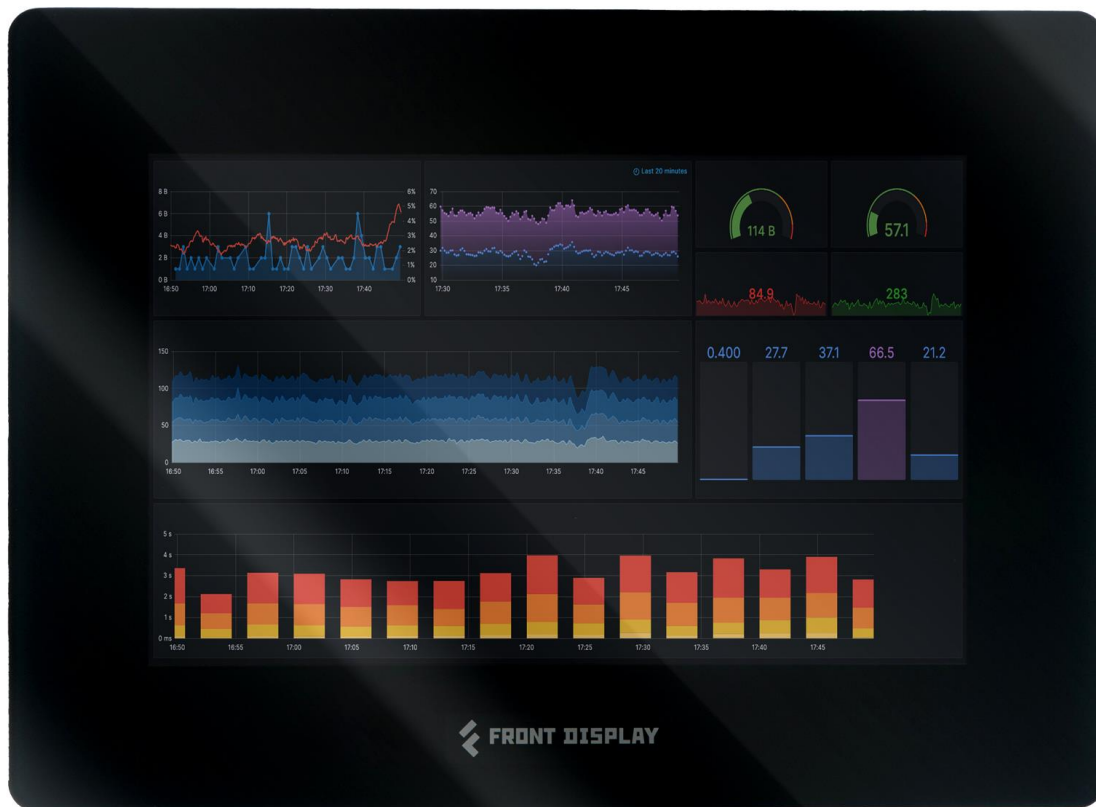 Last 20 minutes
8 B
6 B
4 B
2 B
0 B
6%
5%
4%
3%
2%
1%
0%
16:50 17:00 17:10 17:20 17:30 17:40
70
60
50
40
30
20
10
17:30 17:35 17:40 17:45
114 B
57.1
84.9
283
150
100
50
0
16:50 16:55 17:00 17:05 17:10 17:15 17:20 17:25 17:30 17:35 17:40 17:45
0.400 27.7 37.1 66.5 21.2
5 s
4 s
3 s
2 s
1 s
0 ms
16:50 16:55 17:00 17:05 17:10 17:15 17:20 17:25 17:30 17:35 17:40 17:45
FRONT DISPLAY